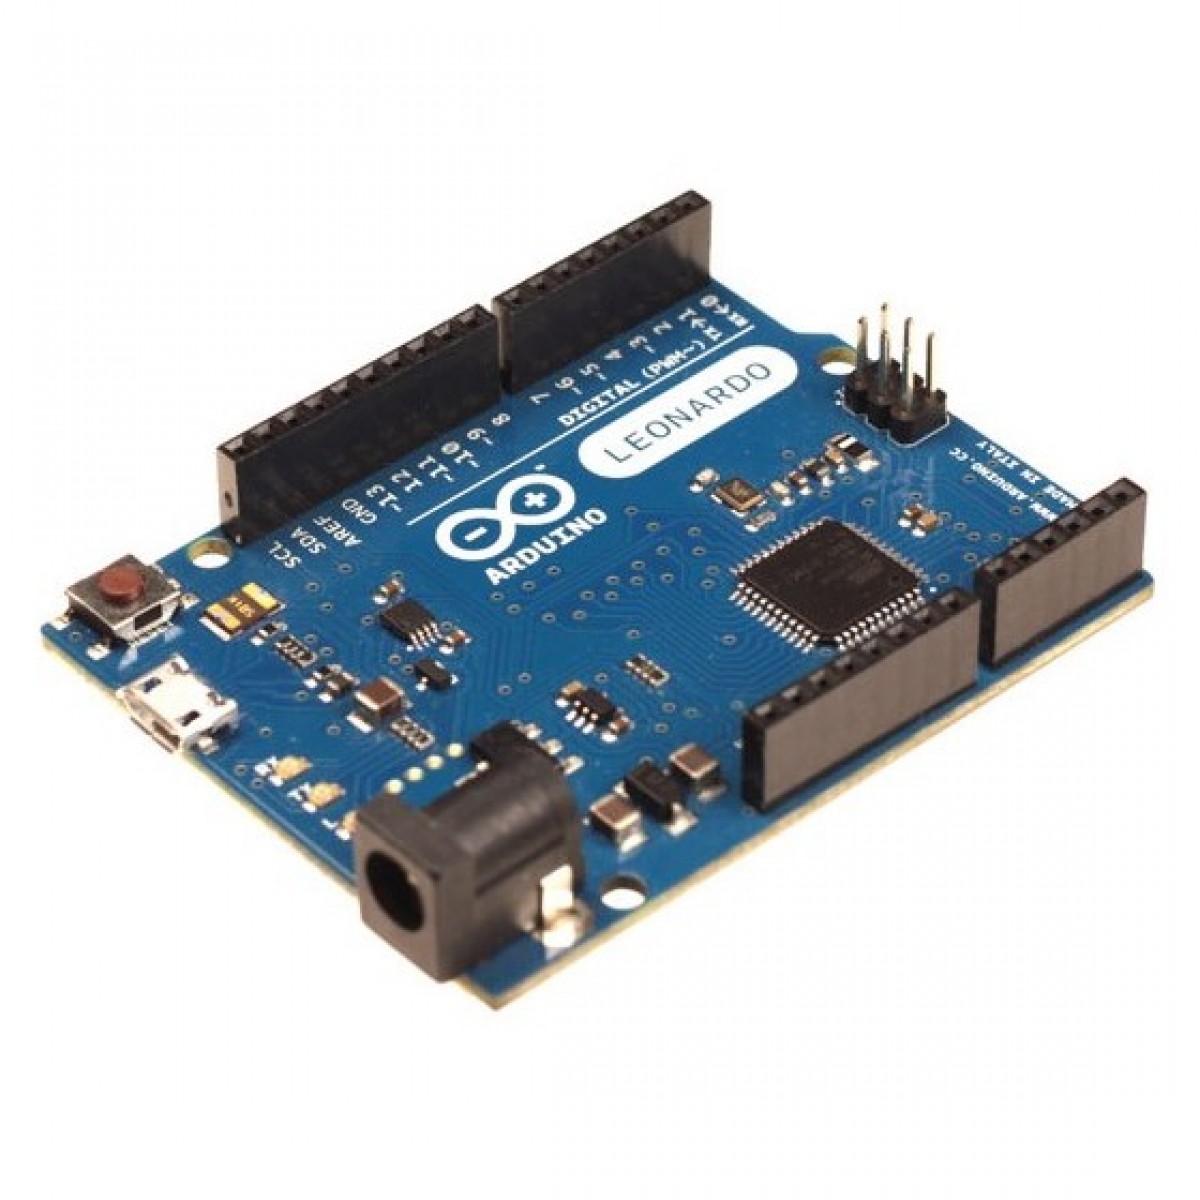 RX←0
TX→1
2
~3
4
~5
~6
7
8
~9
~10
~11
12
~13
GND
AREF
SDA
SCL
DIGITAL (PWM~)
LEONARDO
ARDUINO
WWW.ARDUINO.CC
MADE IN ITALY